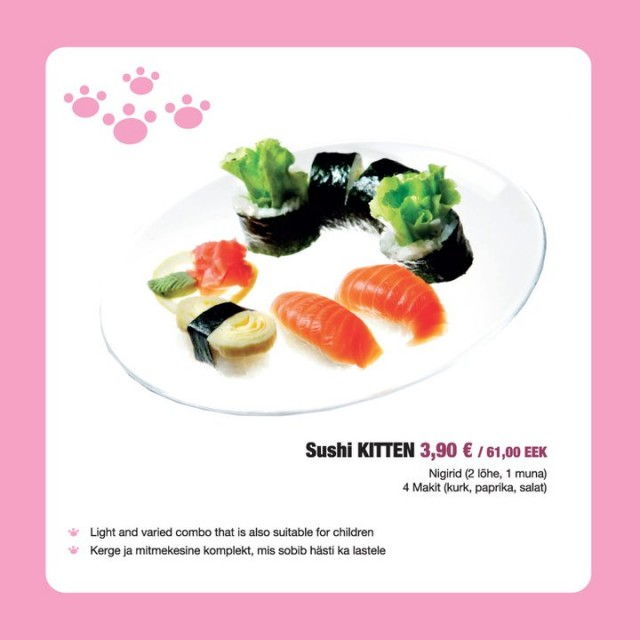 Sushi KITTEN 3,90 € / 61,00 EEK
Nigirid (2 lõhe, 1 muna)
4 Makit (kurk, paprika, salat)
Light and varied combo that is also suitable for children
Kerge ja mitmekesine komplekt, mis sobib hästi ka lastele